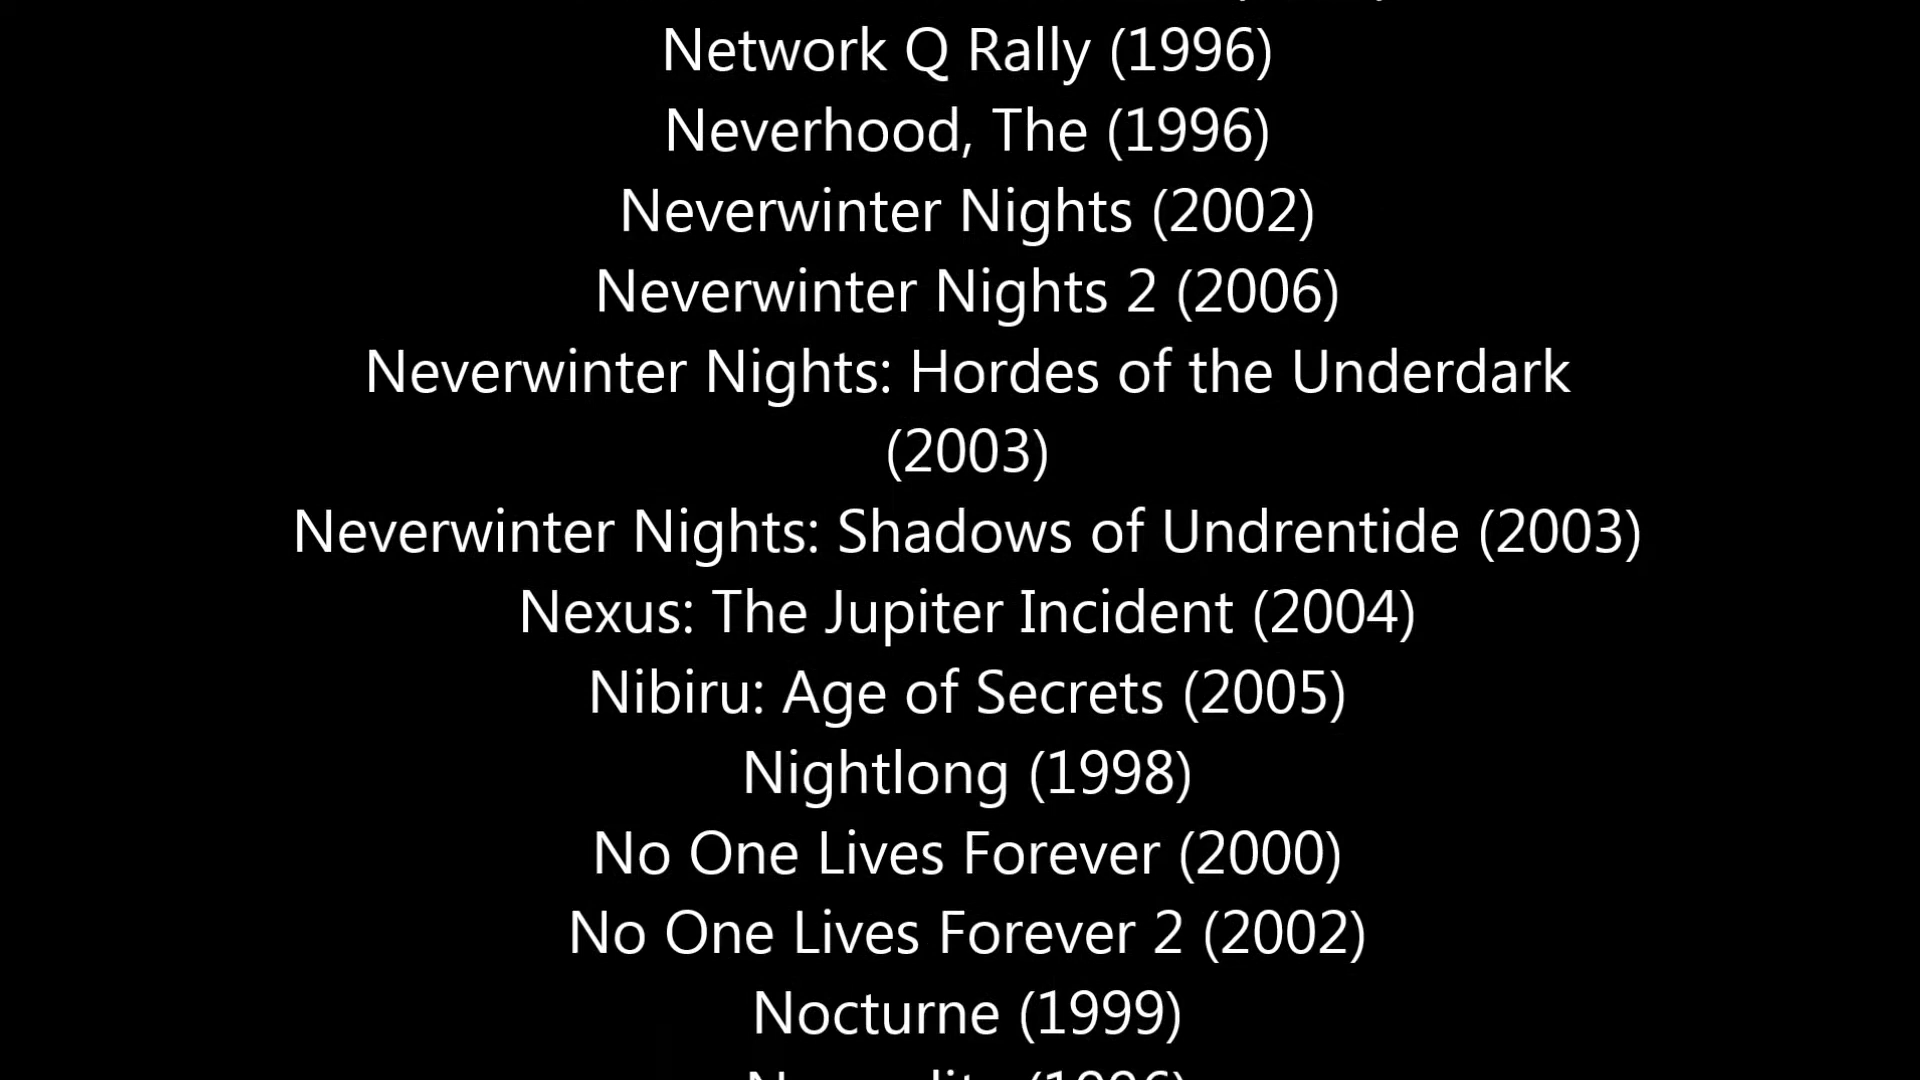 Network Q Rally (1996)
Neverhood, The (1996)
Neverwinter Nights (2002)
Neverwinter Nights 2 (2006)
Neverwinter Nights: Hordes of the Underdark
(2003)
Neverwinter Nights: Shadows of Undrentide (2003)
Nexus: The Jupiter Incident (2004)
Nibiru: Age of Secrets (2005)
Nightlong (1998)
No One Lives Forever (2000)
No One Lives Forever 2 (2002)
Nocturne (1999)